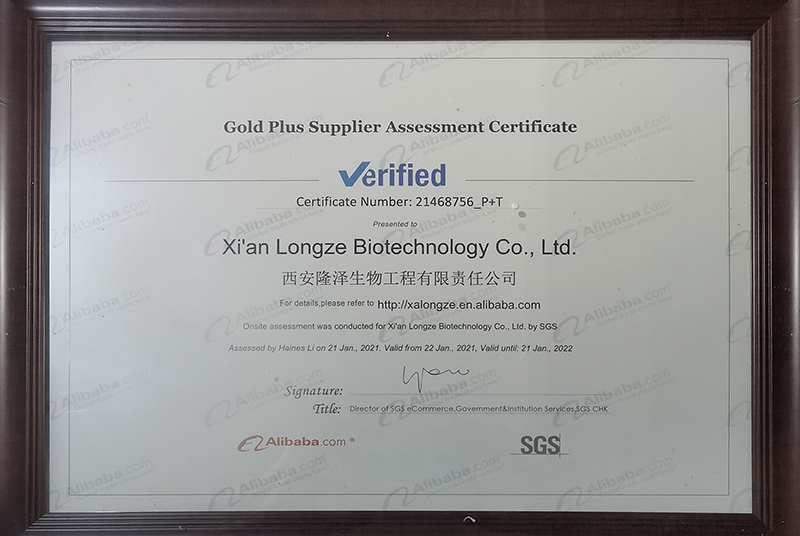 Gold Plus Supplier Assessment Certificate
Verified
Certificate Number: 21468756_P+T
Presented to
Xi'an Longze Biotechnology Co., Ltd.
西安隆泽生物工程有限责任公司
For details,please refer to http://xalongze.en.alibaba.com
Onsite assessment was conducted for Xi'an Longze Biotechnology Co., Ltd. by SGS
Assessed by Haines Li on 21 Jan., 2021. Valid from 22 Jan., 2021, Valid until: 21 Jan., 2022
Signature:
Title: Director of SGS eCommerce,Government&Institution Services,SGS CHK
Alibaba.com ®
SGS